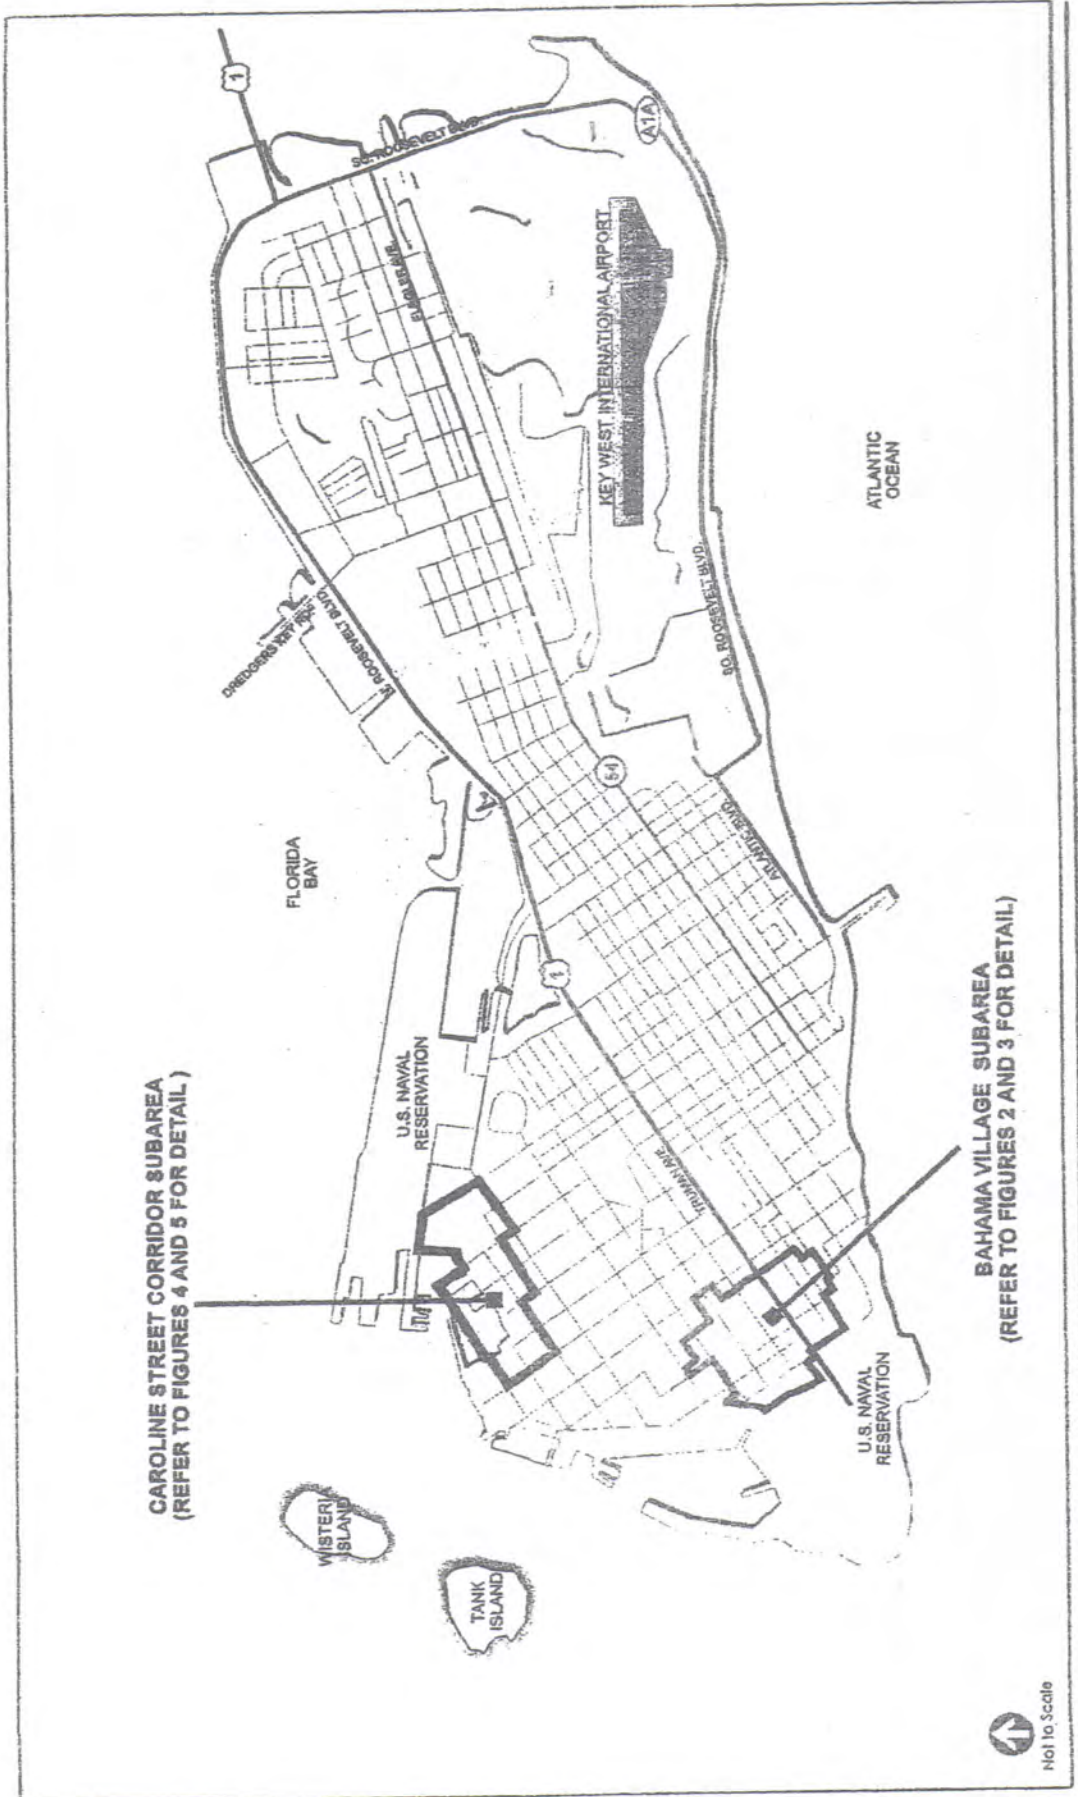 CAROLINE STREET CORRIDOR SUBAREA
(REFER TO FIGURES 4 AND 5 FOR DETAIL )
WISTERIA
ISLAND
TANK
ISLAND
U.S. NAVAL
RESERVATION
FLORIDA
BAY
DREDGERS KEY
N. ROOSEVELT BLVD.
1
SO. ROOSEVELT BLVD.
FLAGLER AVE.
A1A
KEY WEST INTERNATIONAL AIRPORT
SO. ROOSEVELT BLVD.
ATLANTIC
OCEAN
ATLANTIC BLVD.
1
TRUMAN AVE.
U.S. NAVAL
RESERVATION
BAHAMA VILLAGE SUBAREA
(REFER TO FIGURES 2 AND 3 FOR DETAIL)
Not to Scale